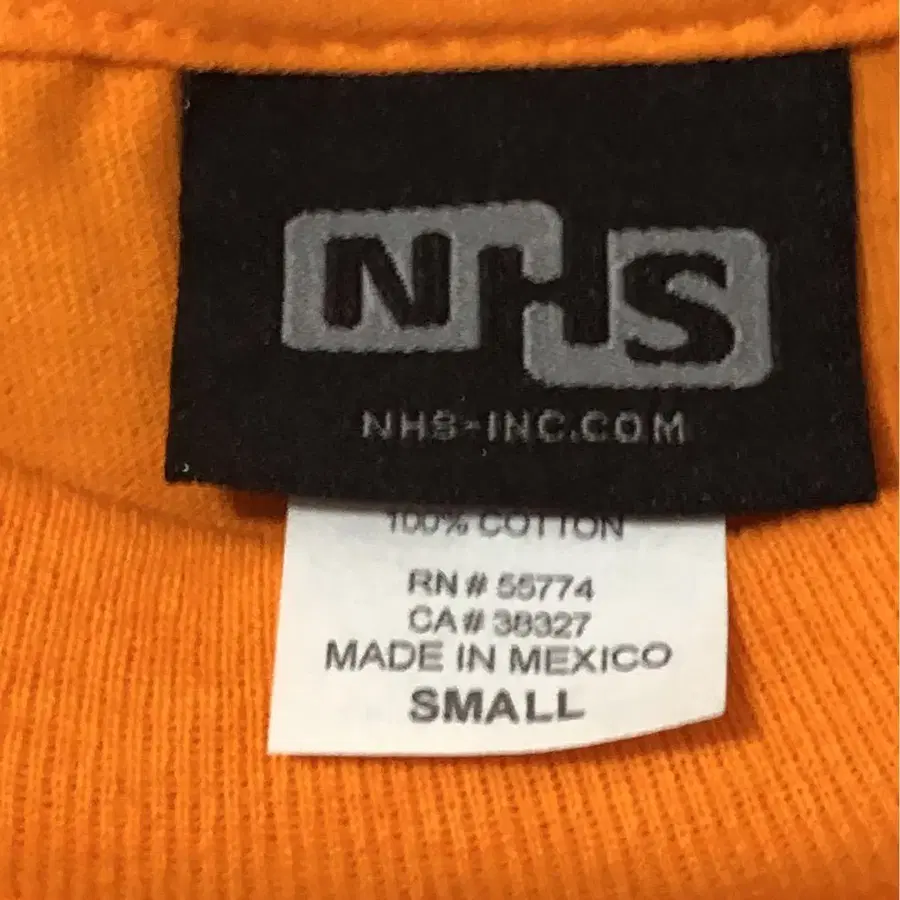 NHS
NHS-INC.COM
100% COTTON
RN # 55774
CA# 38327
MADE IN MEXICO
SMALL